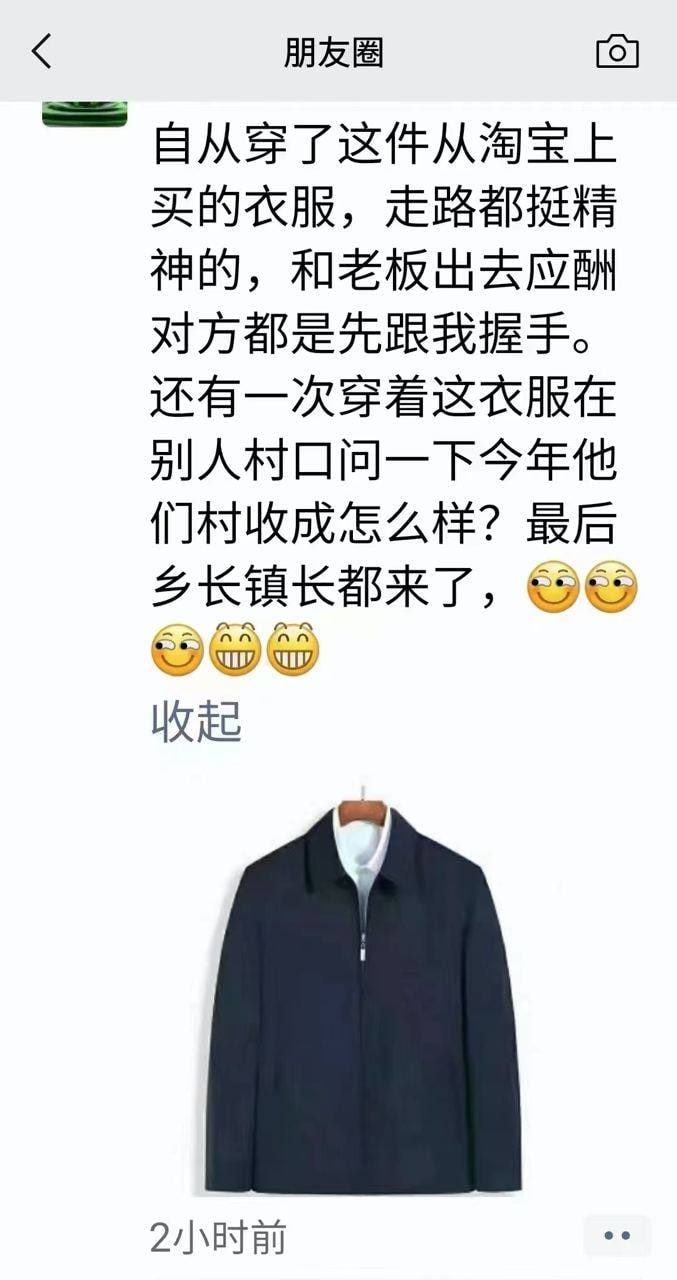 朋友圈
自从穿了这件从淘宝上
买的衣服，走路都挺精
神的，和老板出去应酬
对方都是先跟我握手。
还有一次穿着这衣服在
别人村口问一下今年他
们村收成怎么样？最后
乡长镇长都来了，
收起
2小时前